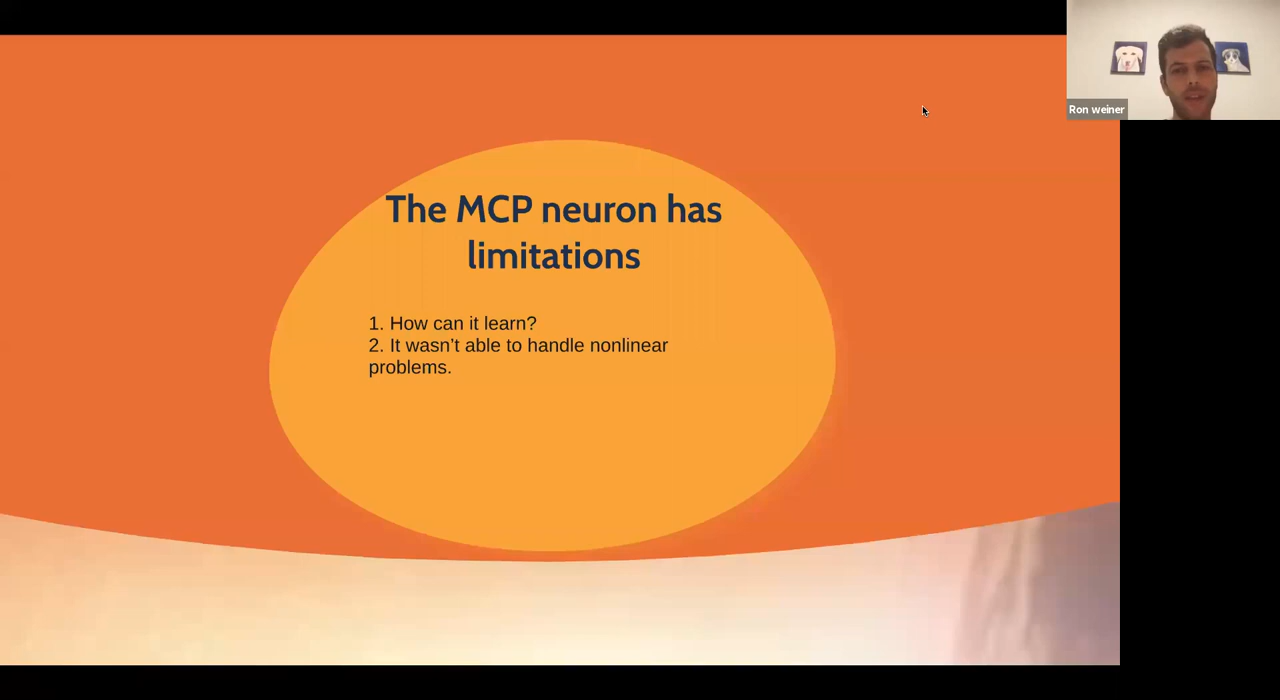 Ron weiner
The MCP neuron has
limitations
1. How can it learn?
2. It wasn’t able to handle nonlinear
problems.